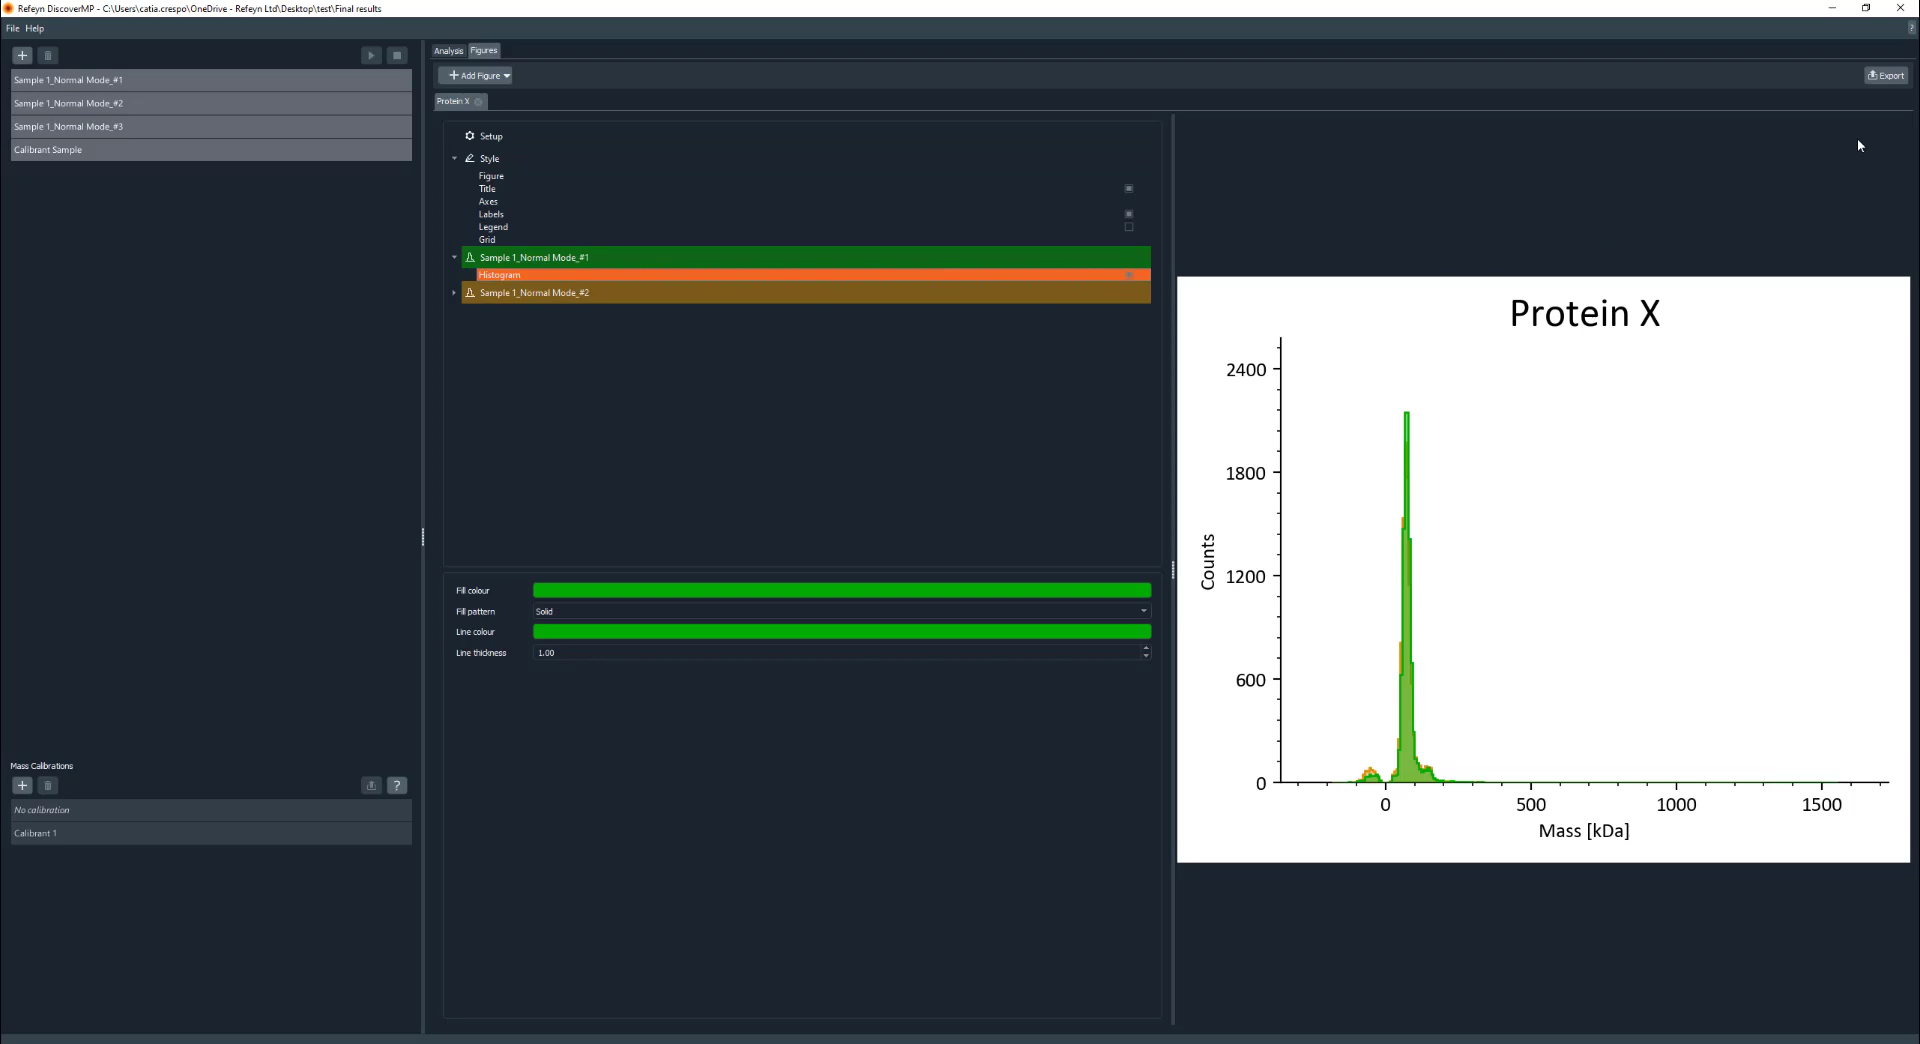 Refeyn DiscoverMP - C:\Users\catia.crespo\OneDrive - Refeyn Ltd\Desktop\test\Final results
File Help
?
Sample 1_Normal Mode_#1
Sample 1_Normal Mode_#2
Sample 1_Normal Mode_#3
Calibrant Sample
Mass Calibrations
?
No calibration
Calibrant 1
Analysis Figures
Add Figure
Export
Protein X
Setup
Style
Figure
Title
Axes
Labels
Legend
Grid
Sample 1_Normal Mode_#1
Histogram
Sample 1_Normal Mode_#2
Fill colour
Fill pattern Solid
Line colour
Line thickness 1.00
Protein X
2400
1800
1200
600
0
Counts
0 500 1000 1500
Mass [kDa]